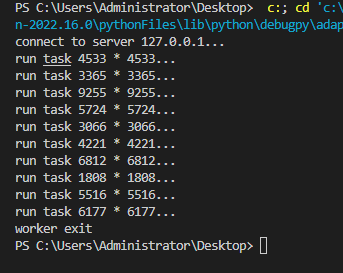 PS C:\Users\Administrator\Desktop>  c:; cd 'c:\
n-2022.16.0\pythonFiles\lib\python\debugpy\adap
connect to server 127.0.0.1...
run task 4533 * 4533...
run task 3365 * 3365...
run task 9255 * 9255...
run task 5724 * 5724...
run task 3066 * 3066...
run task 4221 * 4221...
run task 6812 * 6812...
run task 1808 * 1808...
run task 5516 * 5516...
run task 6177 * 6177...
worker exit
PS C:\Users\Administrator\Desktop>